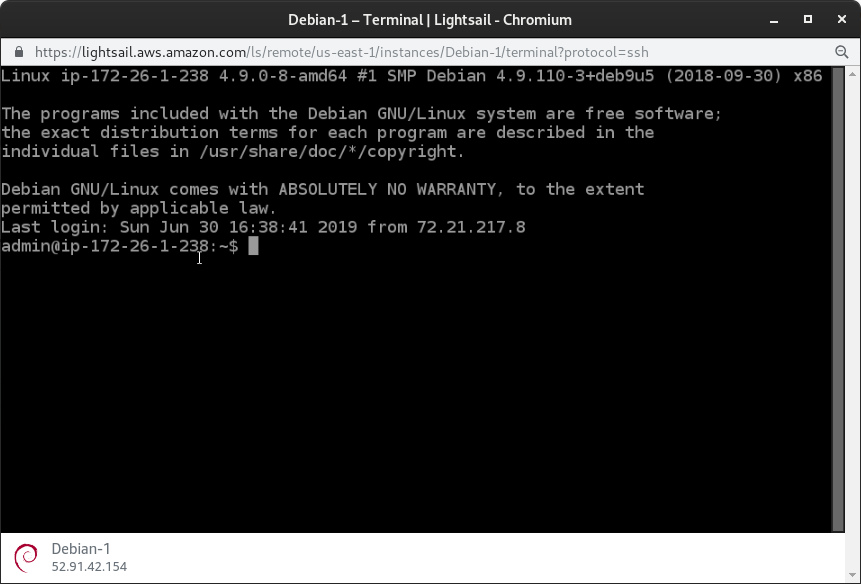 Debian-1 – Terminal | Lightsail - Chromium
https://lightsail.aws.amazon.com/ls/remote/us-east-1/instances/Debian-1/terminal?protocol=ssh
Linux ip-172-26-1-238 4.9.0-8-amd64 #1 SMP Debian 4.9.110-3+deb9u5 (2018-09-30) x86
The programs included with the Debian GNU/Linux system are free software;
the exact distribution terms for each program are described in the
individual files in /usr/share/doc/*/copyright.
Debian GNU/Linux comes with ABSOLUTELY NO WARRANTY, to the extent
permitted by applicable law.
Last login: Sun Jun 30 16:38:41 2019 from 72.21.217.8
admin@ip-172-26-1-238:~$
Debian-1
52.91.42.154